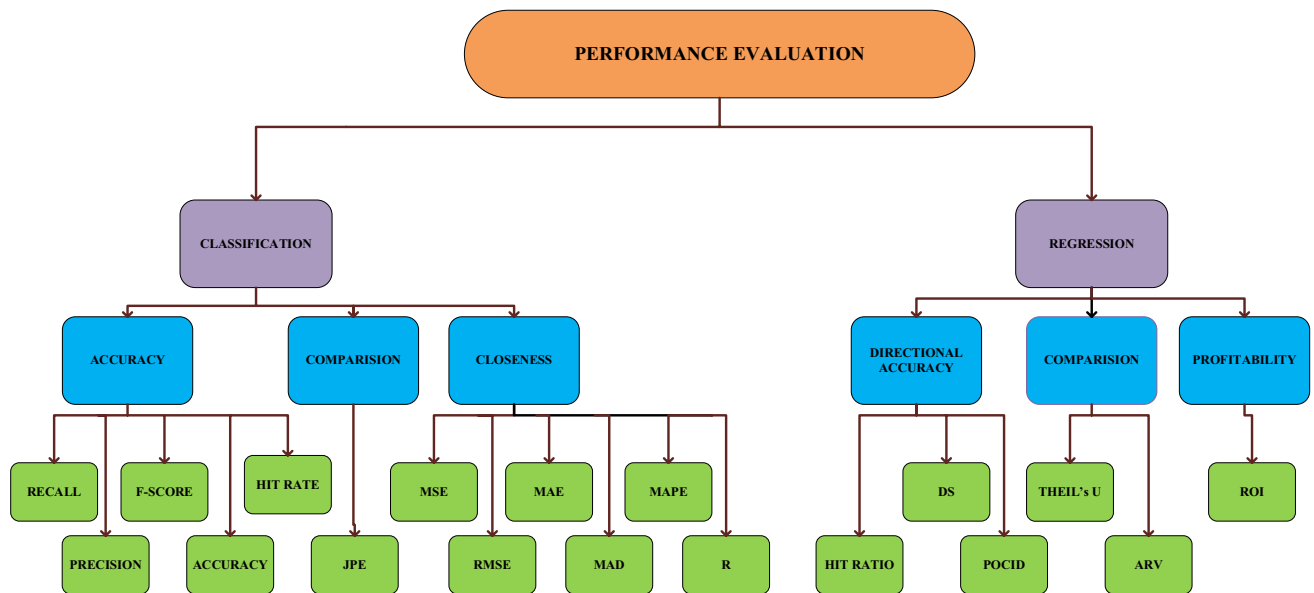 PERFORMANCE EVALUATION
CLASSIFICATION
REGRESSION
ACCURACY
COMPARISION
CLOSENESS
DIRECTIONAL
ACCURACY
COMPARISION
PROFITABILITY
RECALL
F-SCORE
HIT RATE
MSE
MAE
MAPE
DS
THEIL's U
ROI
PRECISION
ACCURACY
JPE
RMSE
MAD
R
HIT RATIO
POCID
ARV